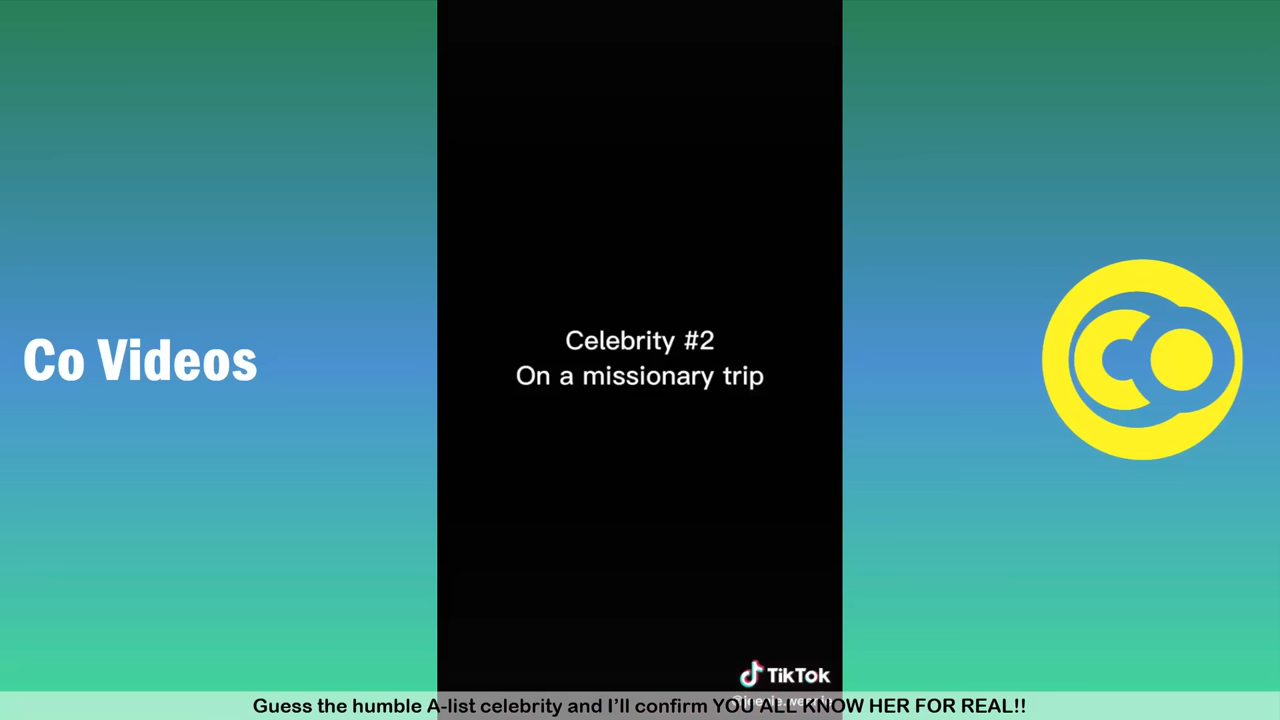 Celebrity #2
On a missionary trip
Co Videos
CO
TikTok
Guess the humble A-list celebrity and I’ll confirm YOU ALL KNOW HER FOR REAL!!